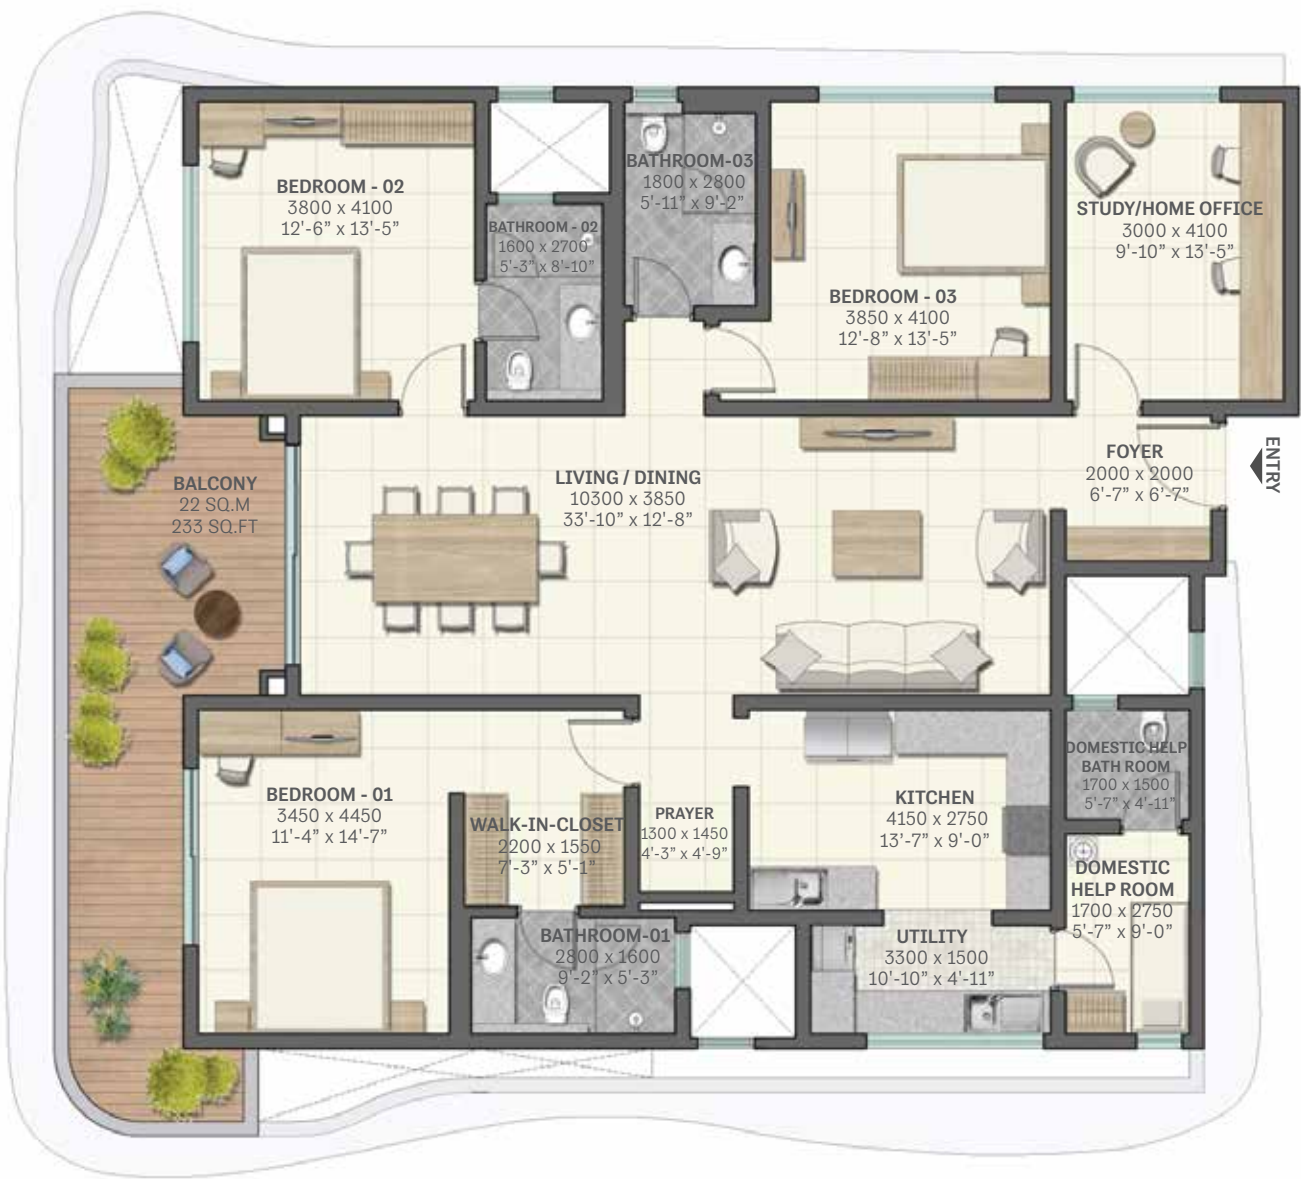 BEDROOM - 02
3800 x 4100
12'-6" x 13'-5"
BATHROOM - 02
1600 x 2700
5'-3" x 8'-10"
BATHROOM-03
1800 x 2800
5'-11" x 9'-2"
BEDROOM - 03
3850 x 4100
12'-8" x 13'-5"
STUDY/HOME OFFICE
3000 x 4100
9'-10" x 13'-5"
BALCONY
22 SQ.M
233 SQ.FT
LIVING / DINING
10300 x 3850
33'-10" x 12'-8"
FOYER
2000 x 2000
6'-7" x 6'-7"
ENTRY
BEDROOM - 01
3450 x 4450
11'-4" x 14'-7"
WALK-IN-CLOSET
2200 x 1550
7'-3" x 5'-1"
PRAYER
1300 x 1450
4'-3" x 4'-9"
KITCHEN
4150 x 2750
13'-7" x 9'-0"
DOMESTIC HELP
BATH ROOM
1700 x 1500
5'-7" x 4'-11"
DOMESTIC
HELP ROOM
1700 x 2750
5'-7" x 9'-0"
BATHROOM-01
2800 x 1600
9'-2" x 5'-3"
UTILITY
3300 x 1500
10'-10" x 4'-11"